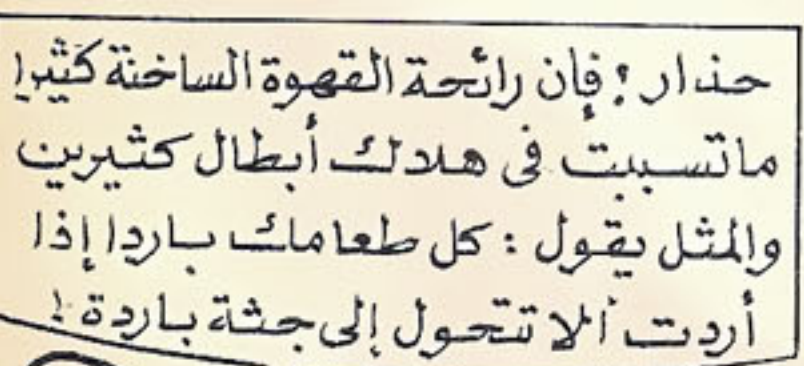 حذار ! فإن رائحة القهوة الساخنة كثيرا
ما تسببت فى هلاك أبطال كثيرين
والمثل يقول : كل طعامك باردا إذا
أردت ألا تتحول إلى جثة باردة !